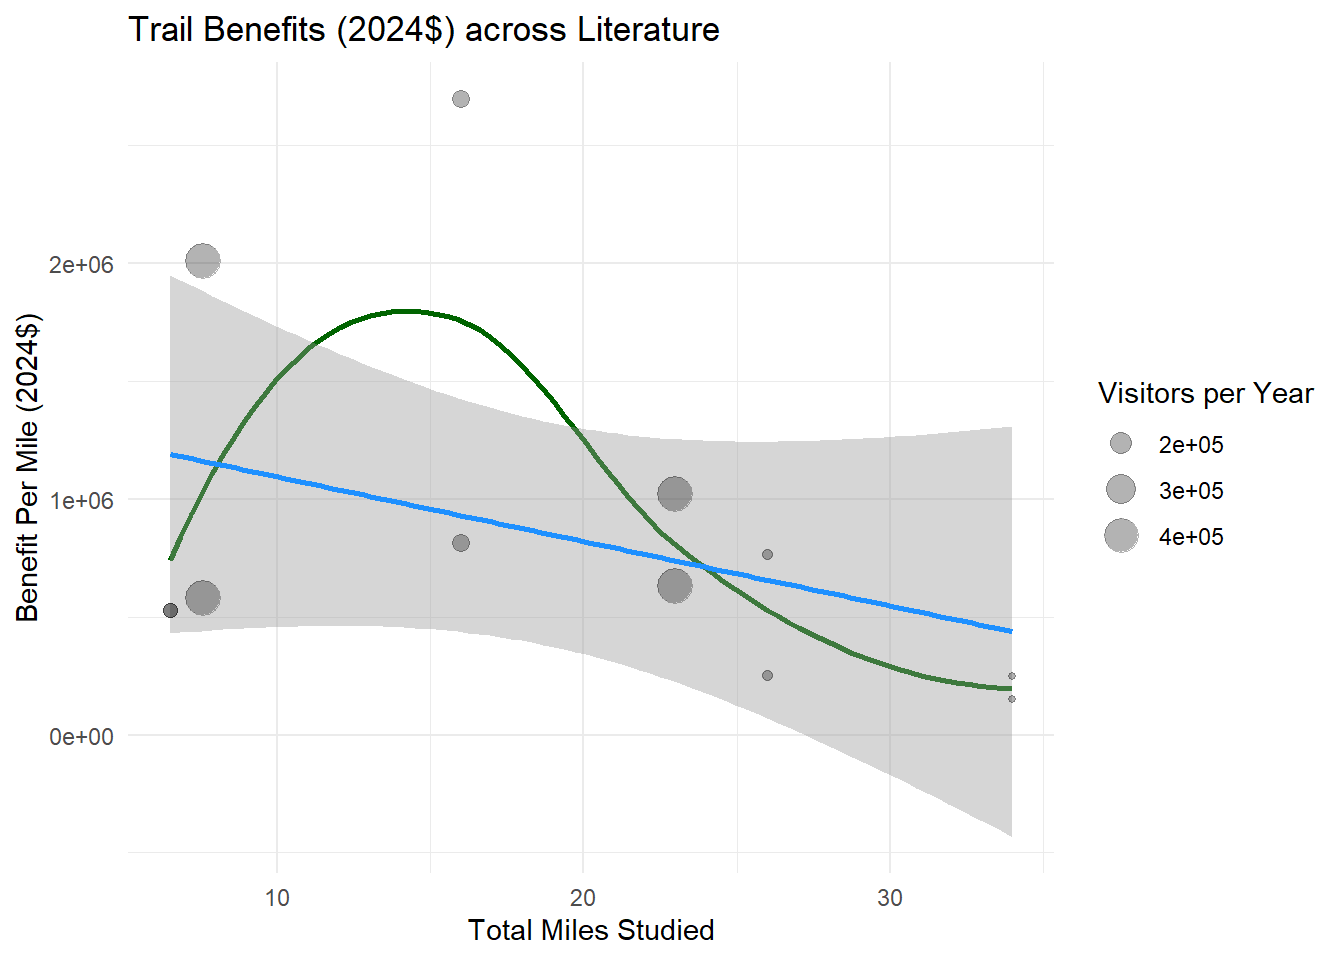 Trail Benefits (2024$) across Literature
Benefit Per Mile (2024$)
2e+06
1e+06
0e+00
10
20
30
Total Miles Studied
Visitors per Year
2e+05
3e+05
4e+05